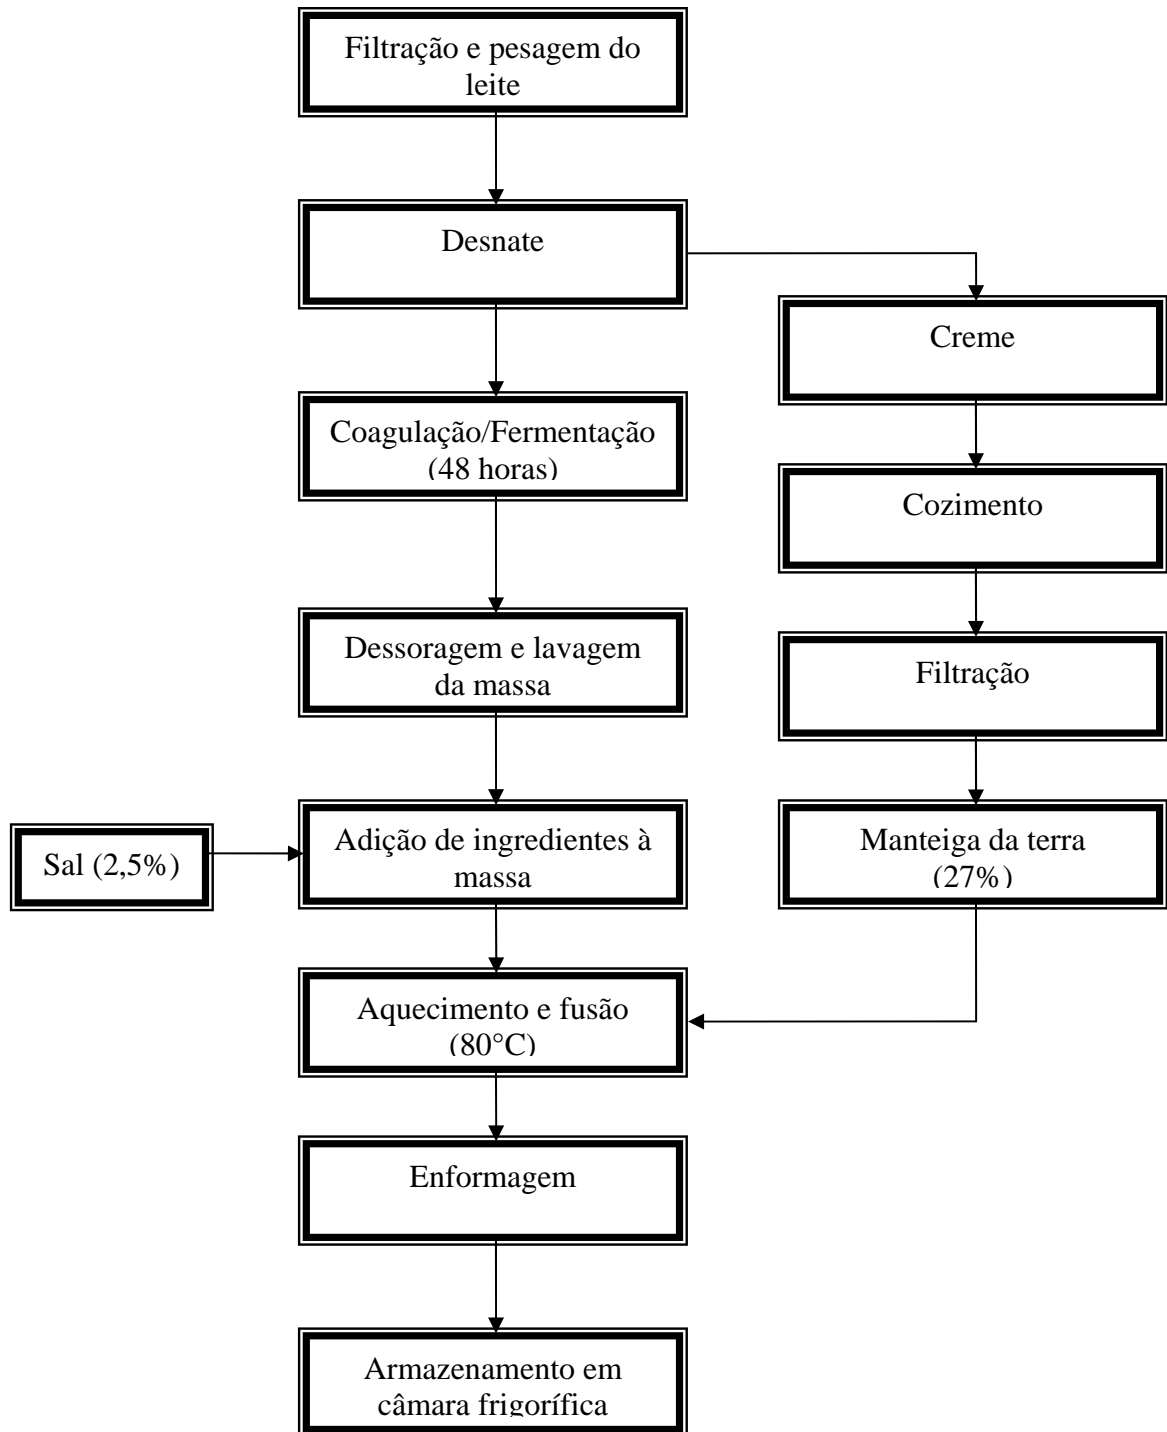 Filtração e pesagem do
leite
Desnate
Creme
Coagulação/Fermentação
(48 horas)
Cozimento
Dessoragem e lavagem
da massa
Filtração
Sal (2,5%)
Adição de ingredientes à
massa
Manteiga da terra
(27%)
Aquecimento e fusão
(80°C)
Enformagem
Armazenamento em
câmara frigorífica